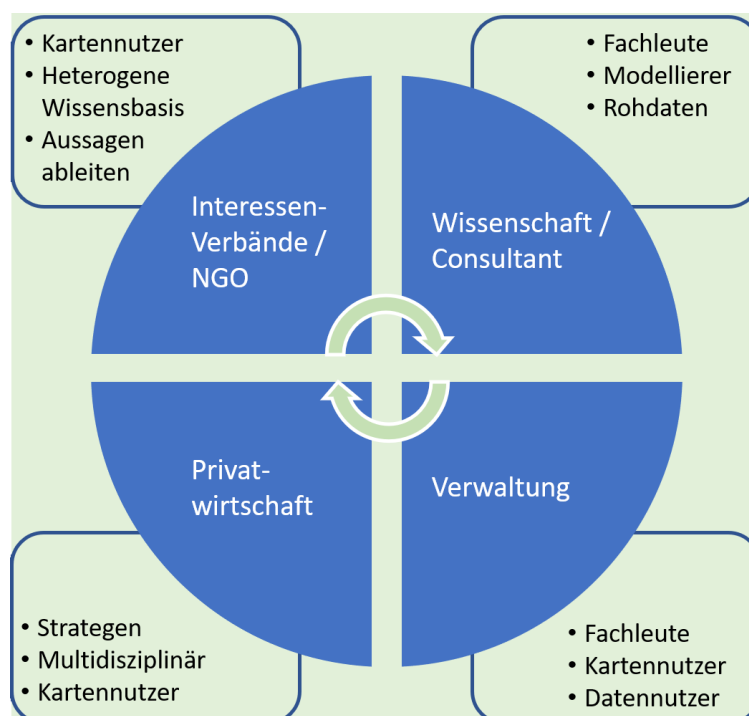 • Kartennutzer
• Heterogene
Wissensbasis
• Aussagen
ableiten
• Fachleute
• Modellierer
• Rohdaten
Interessen-
Verbände /
NGO
Wissenschaft /
Consultant
Privat-
wirtschaft
Verwaltung
• Strategen
• Multidisziplinär
• Kartennutzer
• Fachleute
• Kartennutzer
• Datennutzer